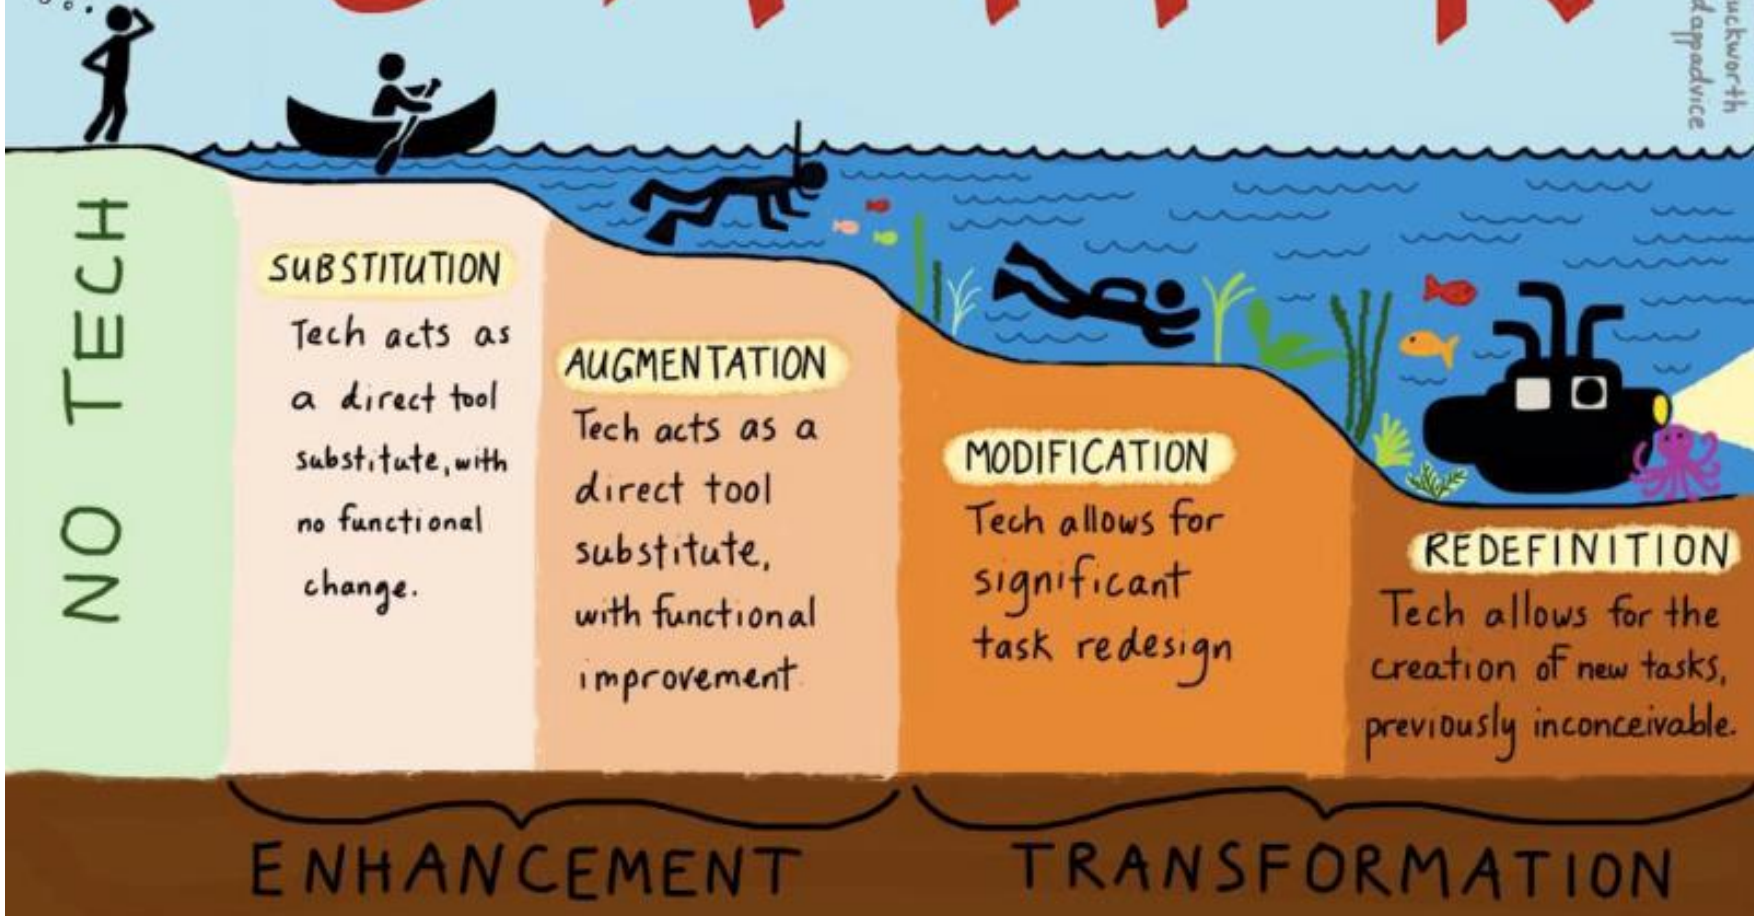 uckworth
dappadvice
NO TECH
SUBSTITUTION
Tech acts as
a direct tool
substitute, with
no functional
change.
AUGMENTATION
Tech acts as a
direct tool
substitute,
with functional
improvement.
MODIFICATION
Tech allows for
significant
task redesign
REDEFINITION
Tech allows for the
creation of new tasks,
previously inconceivable.
ENHANCEMENT
TRANSFORMATION